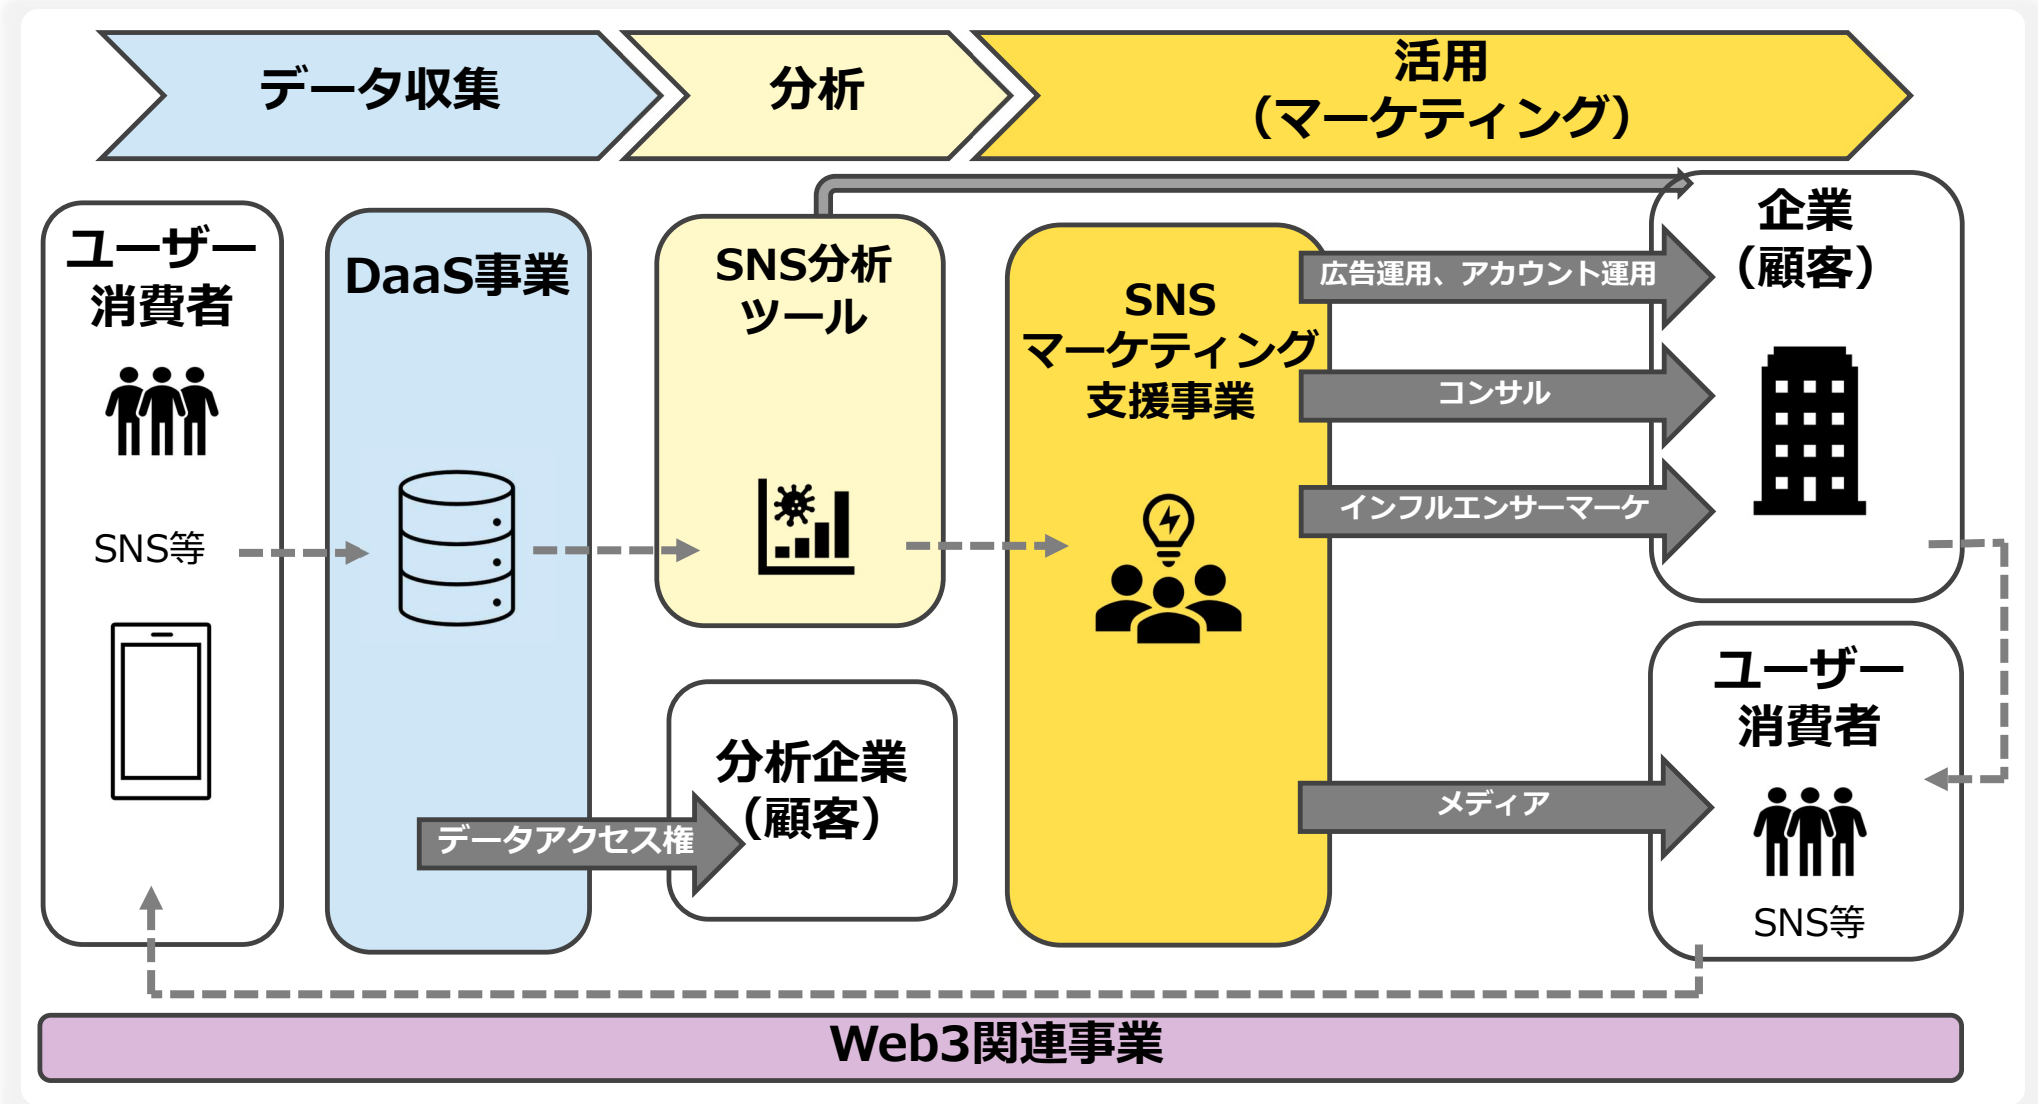 データ収集
分析
活用
（マーケティング）
ユーザー
消費者
SNS等
DaaS事業
データアクセス権
SNS分析
ツール
分析企業
（顧客）
SNS
マーケティング
支援事業
広告運用、アカウント運用
コンサル
インフルエンサーマーケ
メディア
企業
（顧客）
ユーザー
消費者
SNS等
Web3関連事業